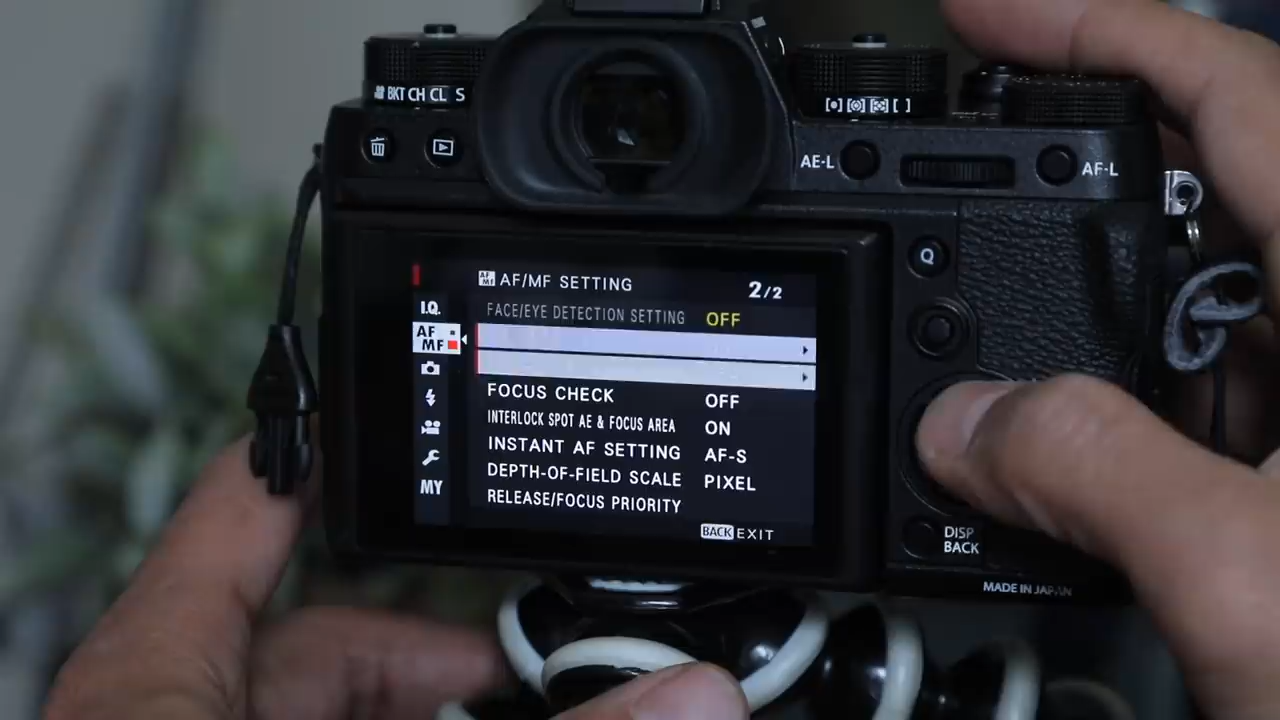 BKT CH CL S
AE-L
AF-L
Q
AF MF AF/MF SETTING 2/2
I.Q.
FACE/EYE DETECTION SETTING OFF
AF MF
FOCUS CHECK OFF
INTERLOCK SPOT AE & FOCUS AREA ON
INSTANT AF SETTING AF-S
DEPTH-OF-FIELD SCALE PIXEL
MY
RELEASE/FOCUS PRIORITY
BACK EXIT
DISP
BACK
MADE IN JAPAN